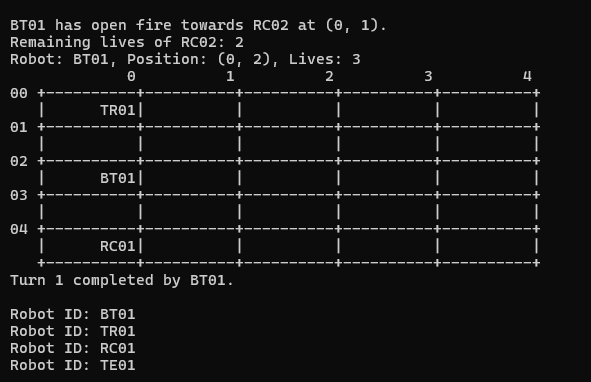 BT01 has open fire towards RC02 at (0, 1).
Remaining lives of RC02: 2
Robot: BT01, Position: (0, 2), Lives: 3
0 1 2 3 4
00 +----------+----------+----------+----------+----------+
| TR01| | | | |
01 +----------+----------+----------+----------+----------+
| | | | | |
02 +----------+----------+----------+----------+----------+
| BT01| | | | |
03 +----------+----------+----------+----------+----------+
| | | | | |
04 +----------+----------+----------+----------+----------+
| RC01| | | | |
+----------+----------+----------+----------+----------+
Turn 1 completed by BT01.
Robot ID: BT01
Robot ID: TR01
Robot ID: RC01
Robot ID: TE01